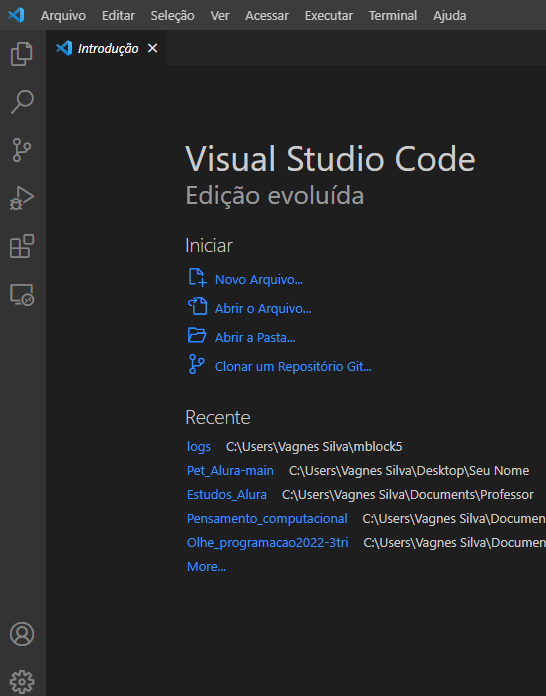 Arquivo Editar Seleção Ver Acessar Executar Terminal Ajuda
Introdução
Visual Studio Code
Edição evoluída
Iniciar
Novo Arquivo...
Abrir o Arquivo...
Abrir a Pasta...
Clonar um Repositório Git...
Recente
logs C:\Users\Vagnes Silva\mblock5
Pet_Alura-main C:\Users\Vagnes Silva\Desktop\Seu Nome
Estudos_Alura C:\Users\Vagnes Silva\Documents\Professor
Pensamento_computacional C:\Users\Vagnes Silva\Documen
Olhe_programacao2022-3tri C:\Users\Vagnes Silva\Documen
More...